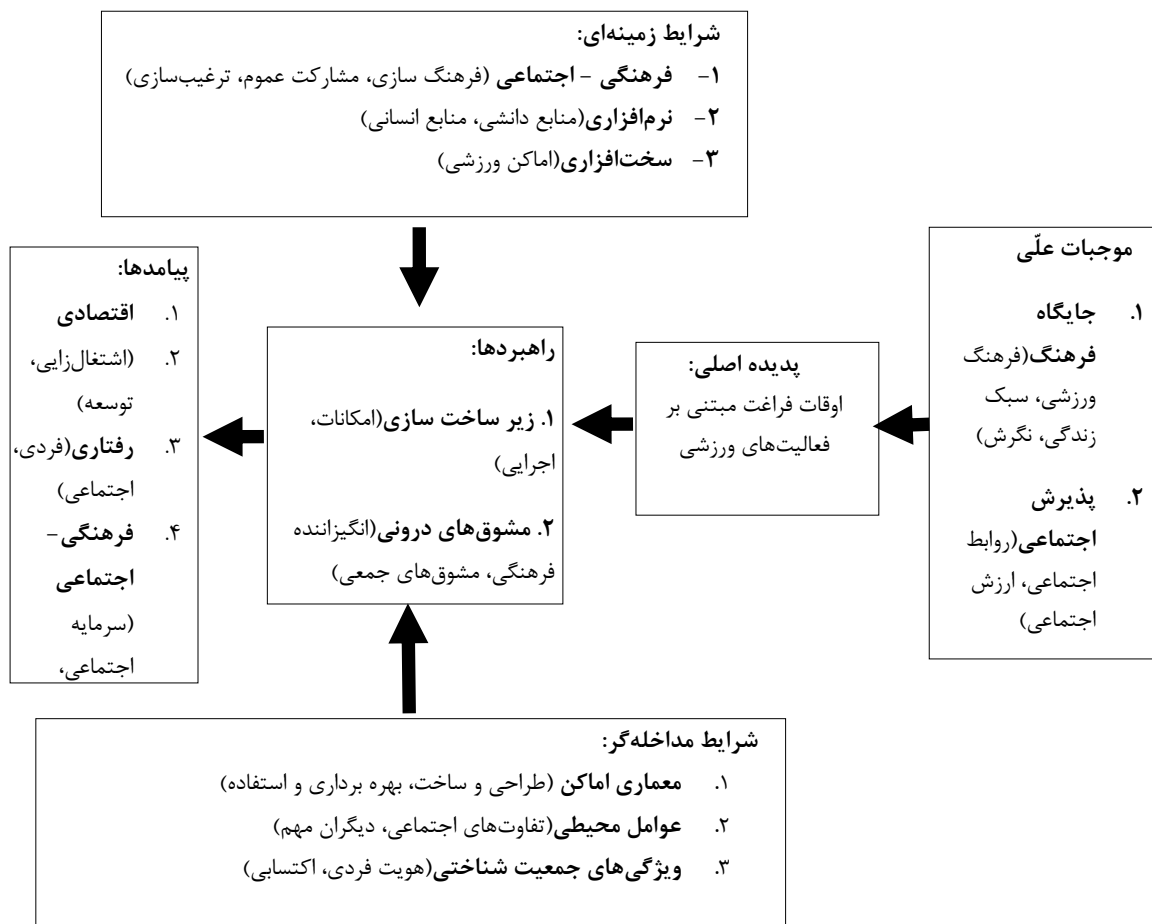 شرایط زمینه‌ای:
۱- فرهنگی - اجتماعی (فرهنگ سازی، مشارکت عموم، ترغیب‌سازی)
۲- نرم‌افزاری(منابع دانشی، منابع انسانی)
۳- سخت‌افزاری(اماکن ورزشی)
موجبات علّی
۱. جایگاه
فرهنگ(فرهنگ
ورزشی، سبک
زندگی، نگرش)
۲. پذیرش
اجتماعی(روابط
اجتماعی، ارزش
اجتماعی)
پدیده اصلی:
اوقات فراغت مبتنی بر
فعالیت‌های ورزشی
راهبردها:
۱. زیر ساخت سازی(امکانات،
اجرایی)
۲. مشوق‌های درونی(انگیزاننده
فرهنگی، مشوق‌های جمعی)
پیامدها:
۱. اقتصادی
۲. (اشتغال‌زایی،
توسعه)
۳. رفتاری(فردی،
اجتماعی)
۴. فرهنگی-
اجتماعی
(سرمایه
اجتماعی،
شرایط مداخله‌گر:
۱. معماری اماکن (طراحی و ساخت، بهره برداری و استفاده)
۲. عوامل محیطی(تفاوت‌های اجتماعی، دیگران مهم)
۳. ویژگی‌های جمعیت شناختی(هویت فردی، اکتسابی)